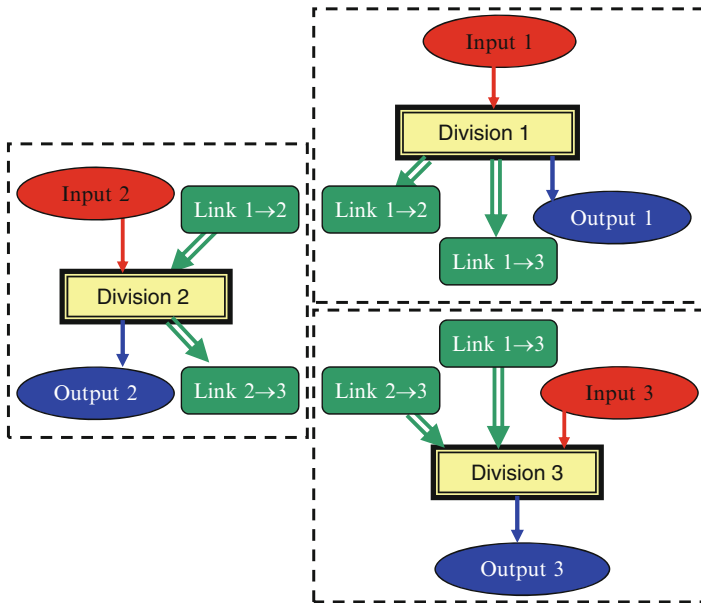 Input 1
Division 1
Link 1→2
Output 1
Link 1→3
Input 2
Link 1→2
Division 2
Output 2
Link 2→3
Link 1→3
Link 2→3
Input 3
Division 3
Output 3